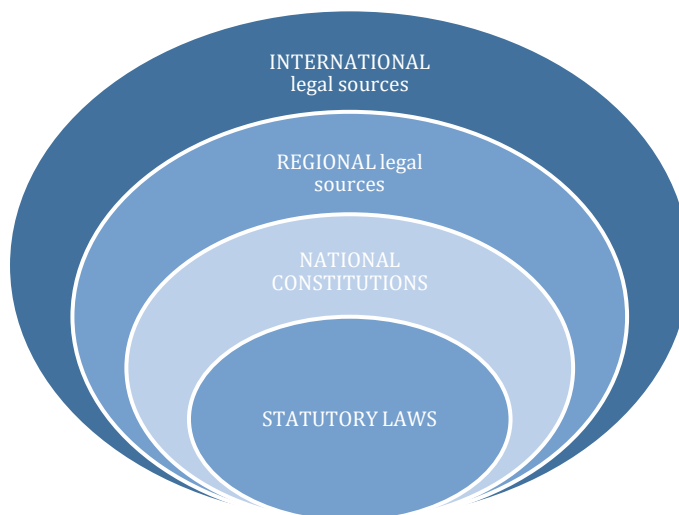 INTERNATIONAL
legal sources
REGIONAL legal
sources
NATIONAL
CONSTITUTIONS
STATUTORY LAWS